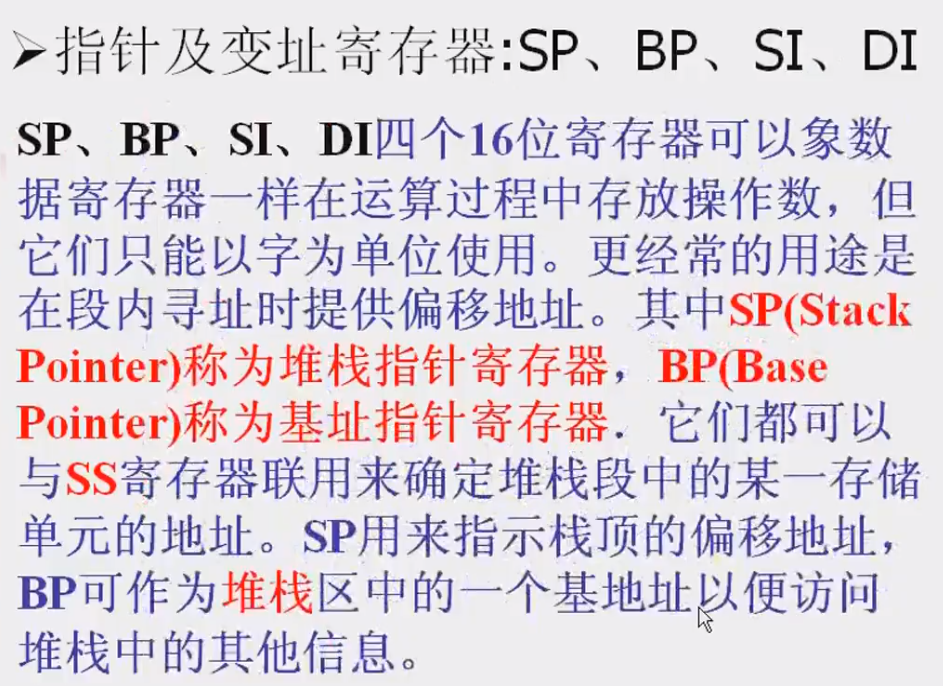 ➢指针及变址寄存器:SP、BP、SI、DI
SP、BP、SI、DI四个16位寄存器可以象数
据寄存器一样在运算过程中存放操作数，但
它们只能以字为单位使用。更经常的用途是
在段内寻址时提供偏移地址。其中SP(Stack
Pointer)称为堆栈指针寄存器，BP(Base
Pointer)称为基址指针寄存器．它们都可以
与SS寄存器联用来确定堆栈段中的某一存储
单元的地址。SP用来指示栈顶的偏移地址，
BP可作为堆栈区中的一个基地址以便访问
堆栈中的其他信息。